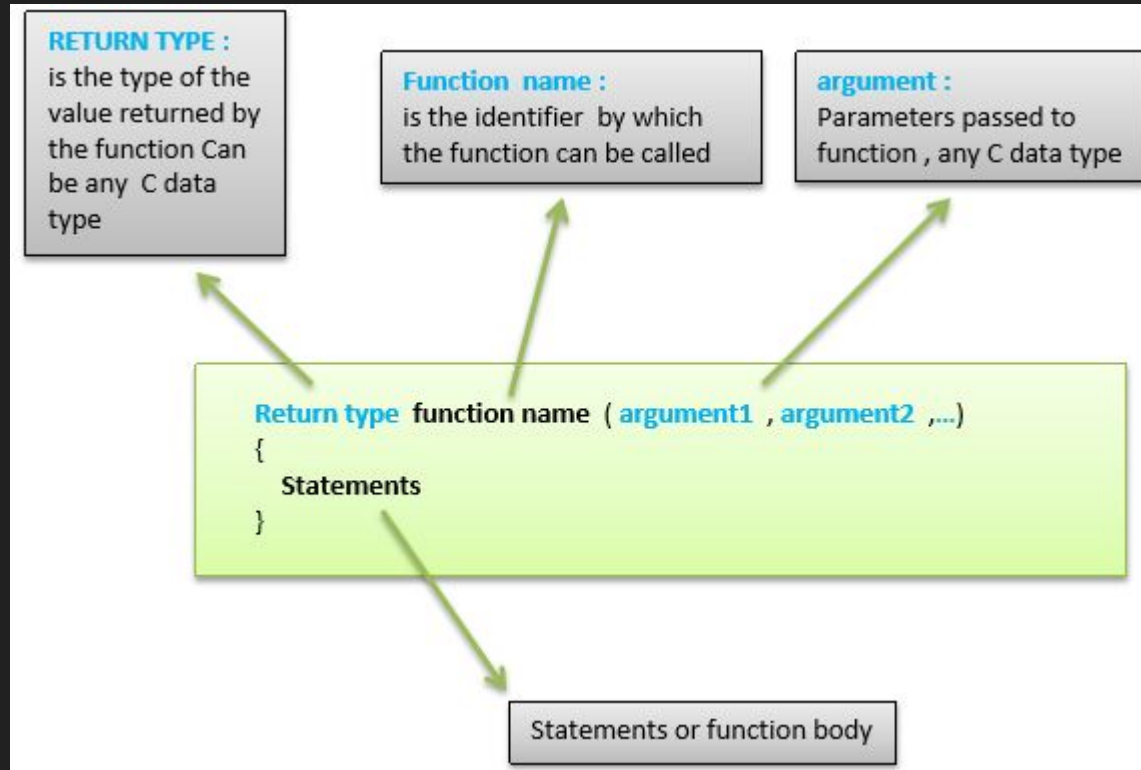 RETURN TYPE :
is the type of the
value returned by
the function Can
be any C data
type
Function name :
is the identifier by which
the function can be called
argument :
Parameters passed to
function , any C data type
Return type function name ( argument1 , argument2 ,...)
{
Statements
}
Statements or function body